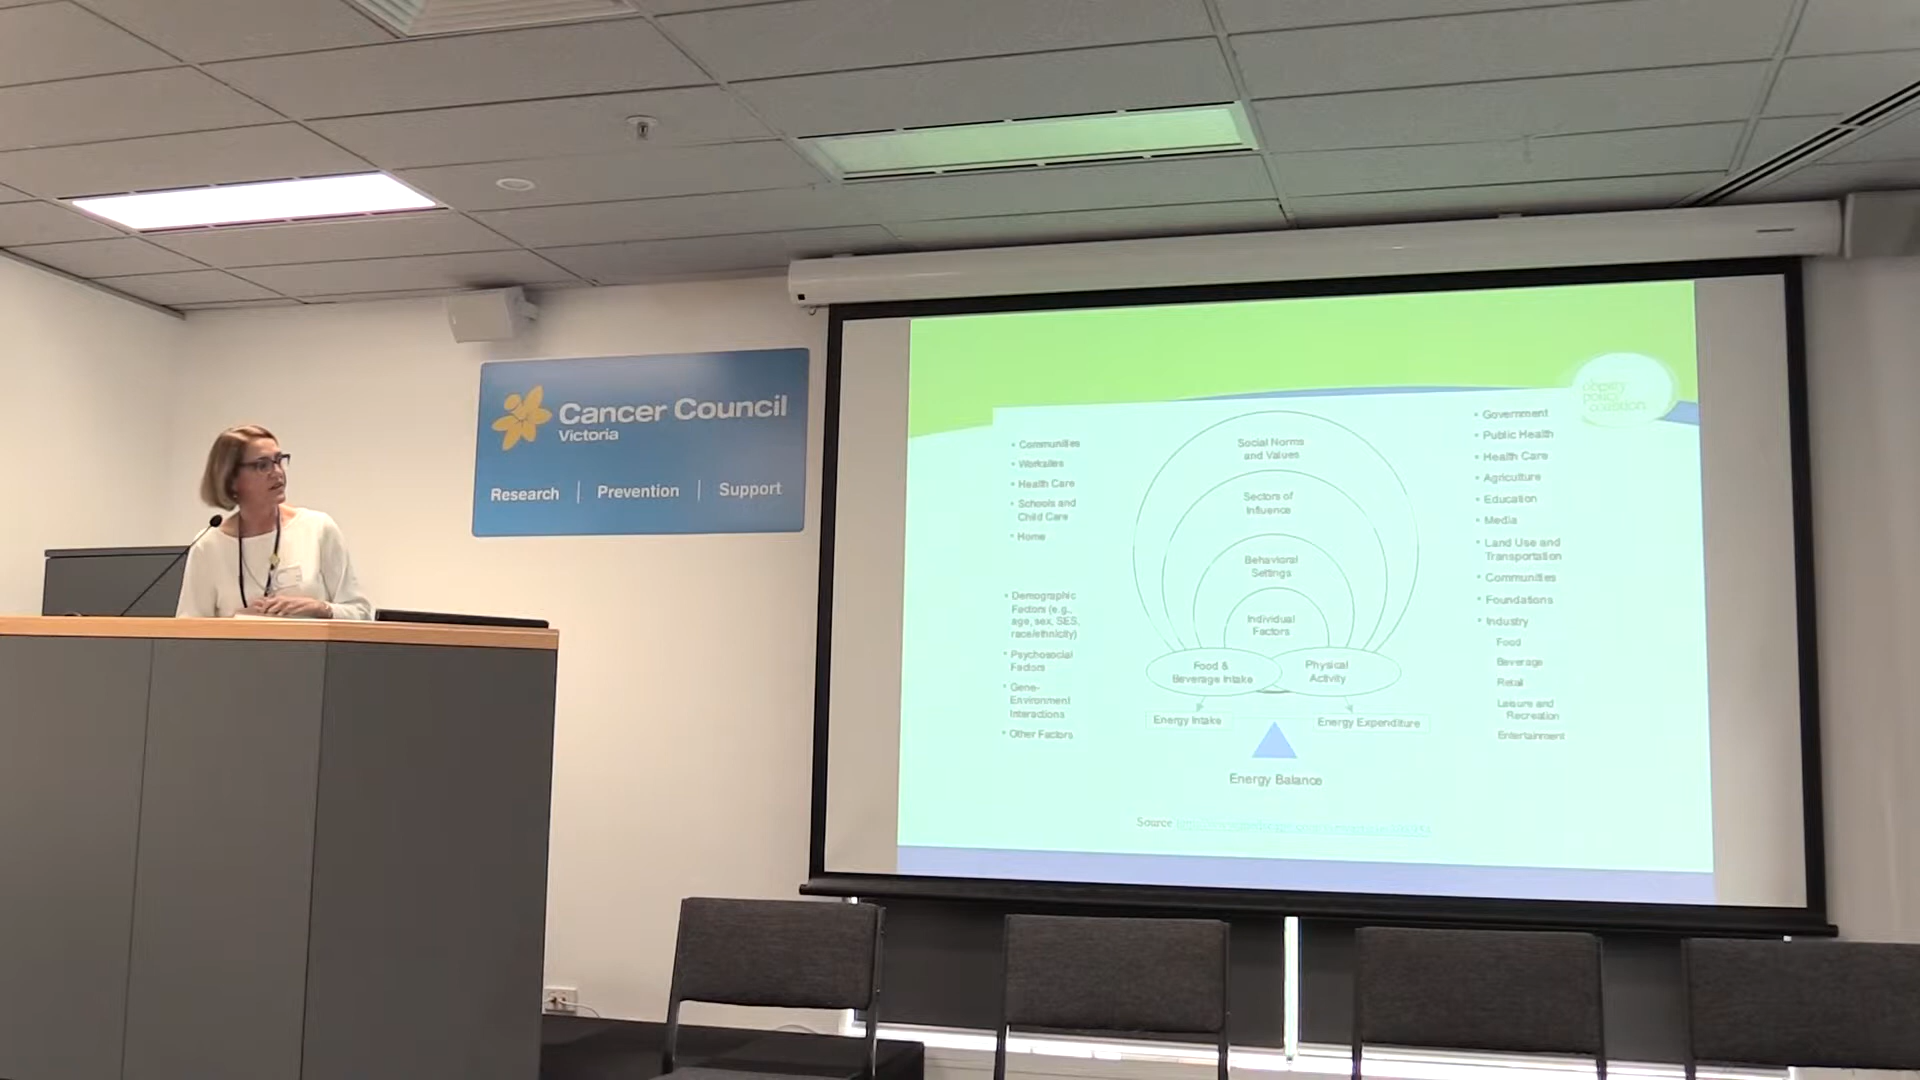 Cancer Council
Victoria
Research
Prevention
Support
obesity
policy
coalition
• Communities
• Worksites
• Health Care
• Schools and
Child Care
• Home
• Demographic
Factors (e.g.,
age, sex, SES,
race/ethnicity)
• Psychosocial
Factors
• Gene-
Environment
Interactions
• Other Factors
Social Norms
and Values
Sectors of
Influence
Behavioral
Settings
Individual
Factors
Food &
Beverage Intake
Physical
Activity
Energy Intake
Energy Expenditure
Energy Balance
Source
• Government
• Public Health
• Health Care
• Agriculture
• Education
• Media
• Land Use and
Transportation
• Communities
• Foundations
• Industry
Food
Beverage
Retail
Leisure and
Recreation
Entertainment